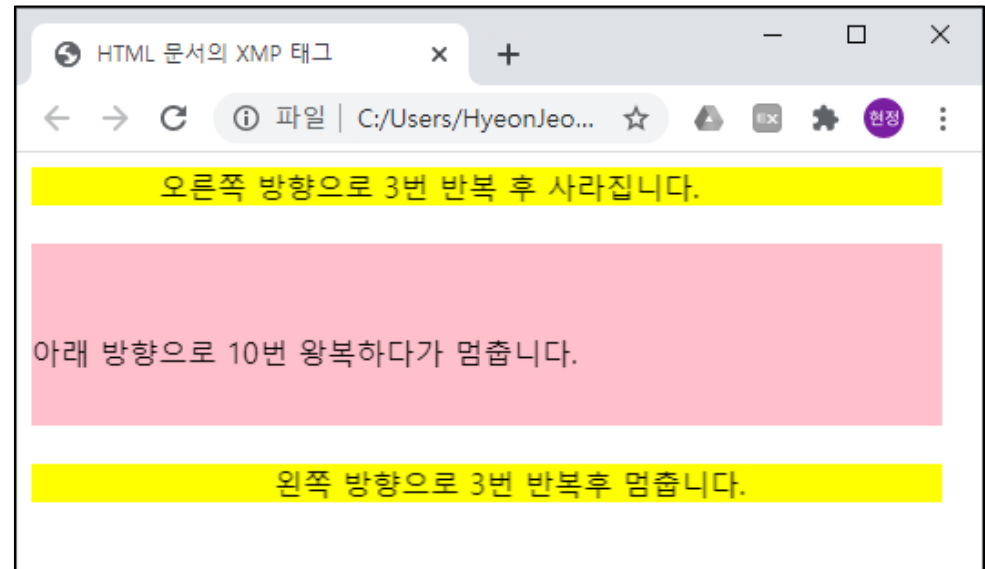 HTML 문서의 XMP 태그
파일 | C:/Users/HyeonJeo... EX 현정
오른쪽 방향으로 3번 반복 후 사라집니다.
아래 방향으로 10번 왕복하다가 멈춥니다.
왼쪽 방향으로 3번 반복후 멈춥니다.